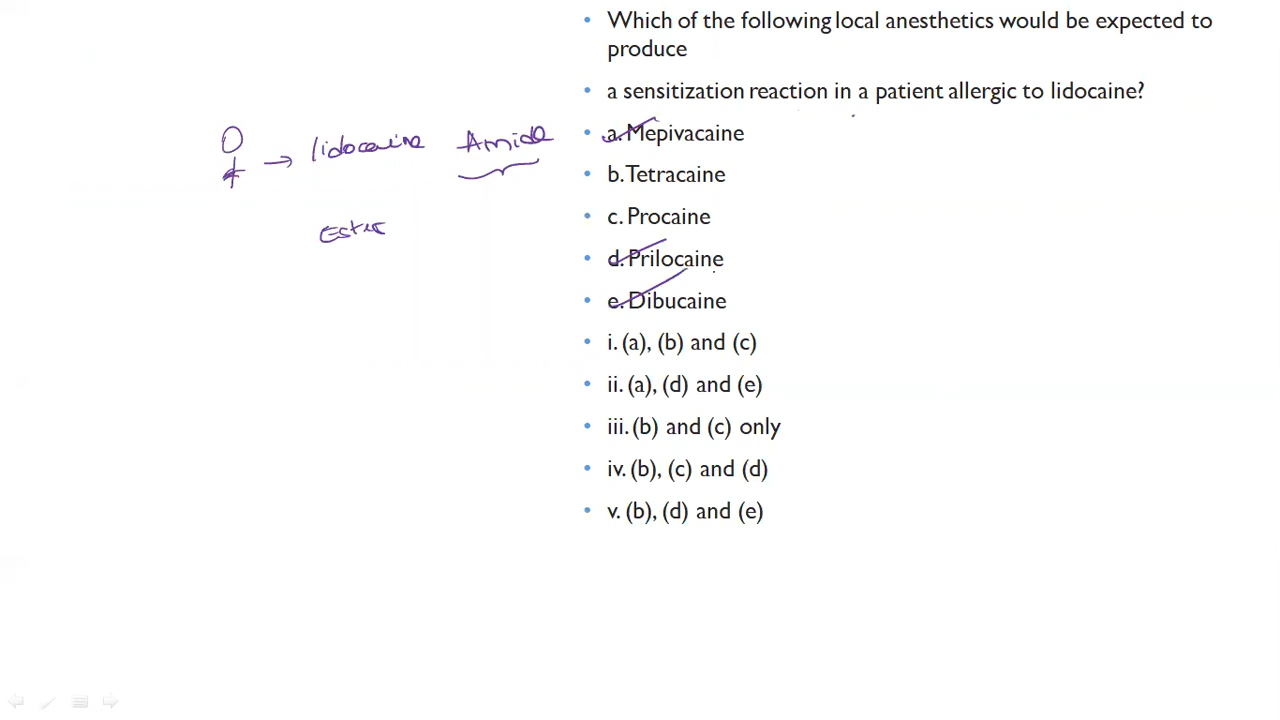 • Which of the following local anesthetics would be expected to
produce
• a sensitization reaction in a patient allergic to lidocaine?
• a. Mepivacaine
• b. Tetracaine
• c. Procaine
• d. Prilocaine
• e. Dibucaine
• i. (a), (b) and (c)
• ii. (a), (d) and (e)
• iii. (b) and (c) only
• iv. (b), (c) and (d)
• v. (b), (d) and (e)
→ lidocaine Amide
Ester